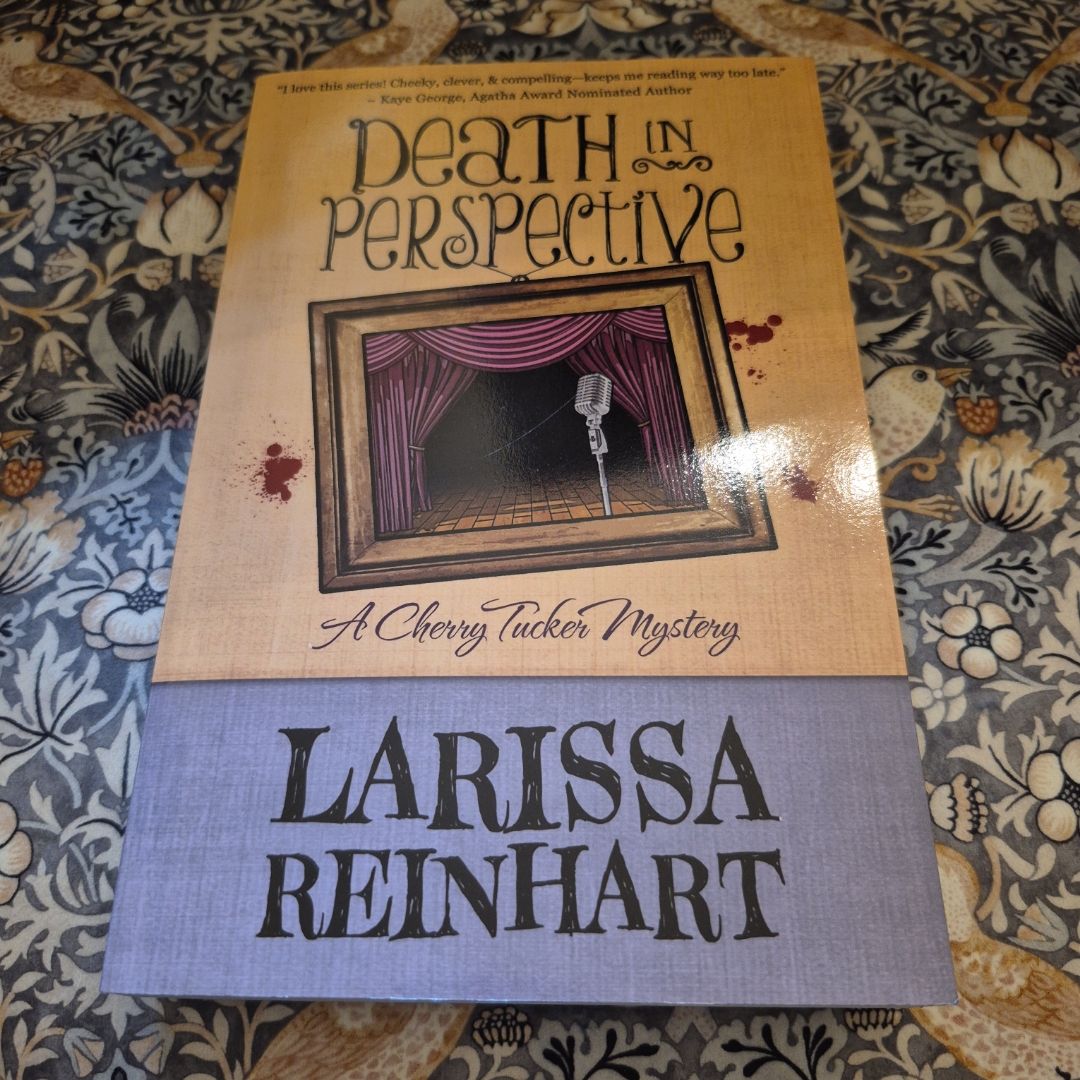 "I love this series! Cheeky, clever, & compelling—keeps me reading way too late."
– Kaye George, Agatha Award Nominated Author
DEATH IN
PERSPECTIVE
A Cherry Tucker Mystery
LARISSA
REINHART